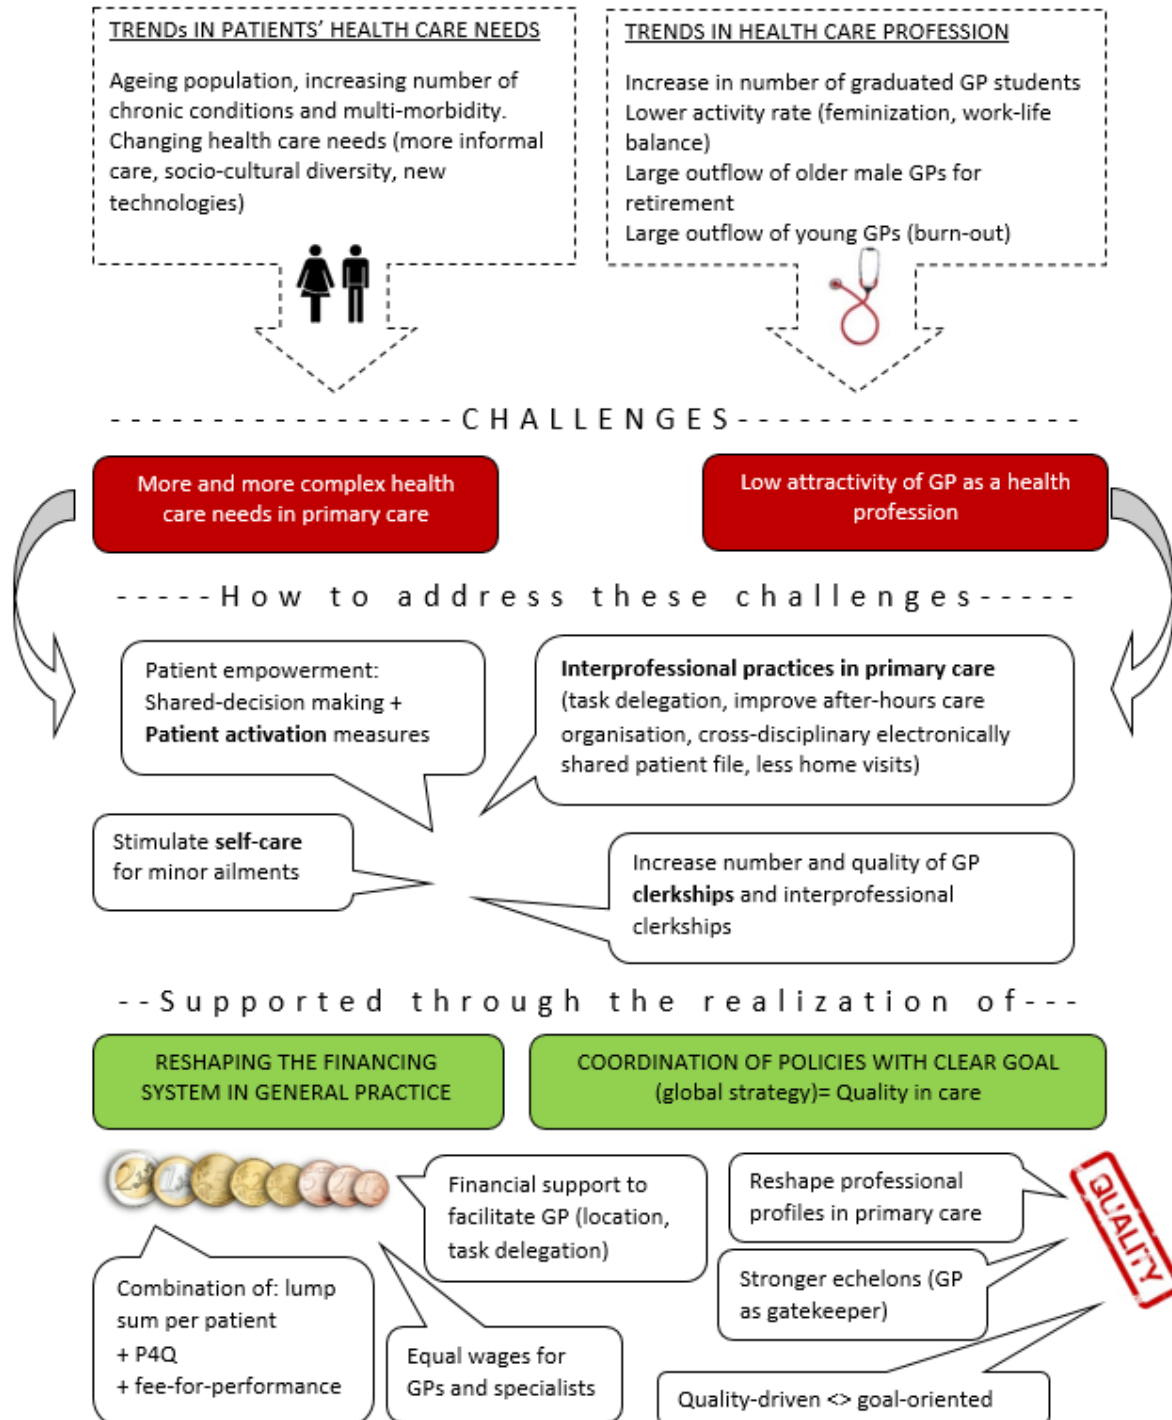 TRENDs IN PATIENTS' HEALTH CARE NEEDS
Ageing population, increasing number of
chronic conditions and multi-morbidity.
Changing health care needs (more informal
care, socio-cultural diversity, new
technologies)
TRENDS IN HEALTH CARE PROFESSION
Increase in number of graduated GP students
Lower activity rate (feminization, work-life
balance)
Large outflow of older male GPs for
retirement
Large outflow of young GPs (burn-out)
CHALLENGES
More and more complex health
care needs in primary care
Low attractivity of GP as a health
profession
How to address these challenges
Patient empowerment:
Shared-decision making +
Patient activation measures
Interprofessional practices in primary care
(task delegation, improve after-hours care
organisation, cross-disciplinary electronically
shared patient file, less home visits)
Stimulate self-care
for minor ailments
Increase number and quality of GP
clerkships and interprofessional
clerkships
Supported through the realization of
RESHAPING THE FINANCING
SYSTEM IN GENERAL PRACTICE
COORDINATION OF POLICIES WITH CLEAR GOAL
(global strategy)= Quality in care
Financial support to
facilitate GP (location,
task delegation)
Combination of: lump
sum per patient
+ P4Q
+ fee-for-performance
Equal wages for
GPs and specialists
Reshape professional
profiles in primary care
Stronger echelons (GP
as gatekeeper)
Quality-driven <> goal-oriented
QUALITY